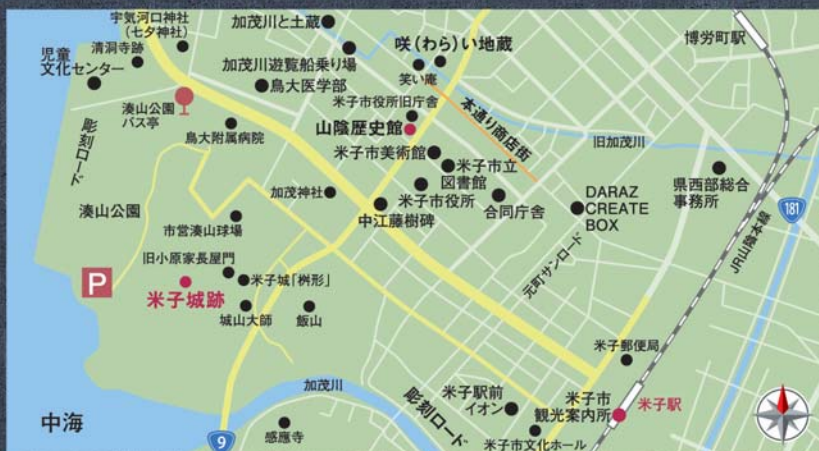 宇気河口神社
(七夕神社)
加茂川と土蔵
咲(わら)い地蔵
博労町駅
児童
文化センター
清洞寺跡
加茂川遊覧船乗り場
笑い庵
鳥大医学部
米子市役所旧庁舎
本通り商店街
湊山公園
バス亭
鳥大附属病院
山陰歴史館
旧加茂川
彫刻ロード
米子市美術館
米子市立
図書館
県西部総合
事務所
加茂神社
米子市役所
合同庁舎
DARAZ
CREATE
BOX
181
湊山公園
市営湊山球場
中江藤樹碑
JR山陰本線
旧小原家長屋門
元町サンロード
P
米子城「桝形」
米子城跡
城山大師
飯山
米子郵便局
加茂川
彫刻ロード
米子駅前
イオン
米子市
観光案内所
米子駅
中海
9
感應寺
米子市文化ホール